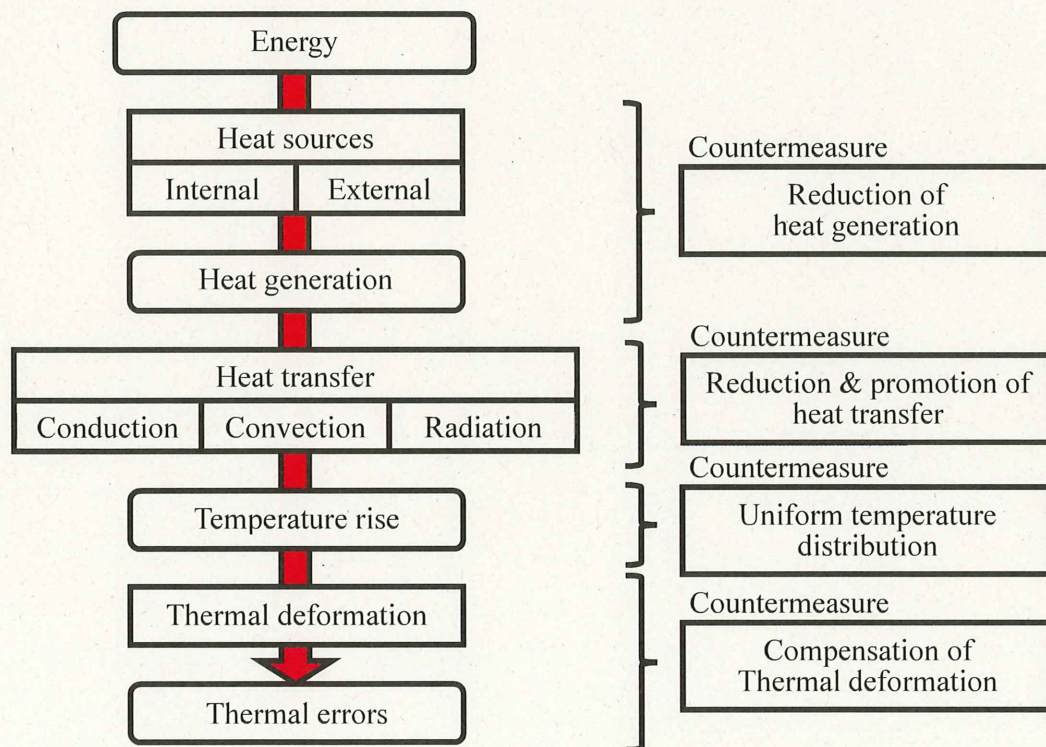 Energy
Heat sources
Internal External
Heat generation
Heat transfer
Conduction Convection Radiation
Temperature rise
Thermal deformation
Thermal errors
Countermeasure
Reduction of
heat generation
Countermeasure
Reduction & promotion of
heat transfer
Countermeasure
Uniform temperature
distribution
Countermeasure
Compensation of
Thermal deformation